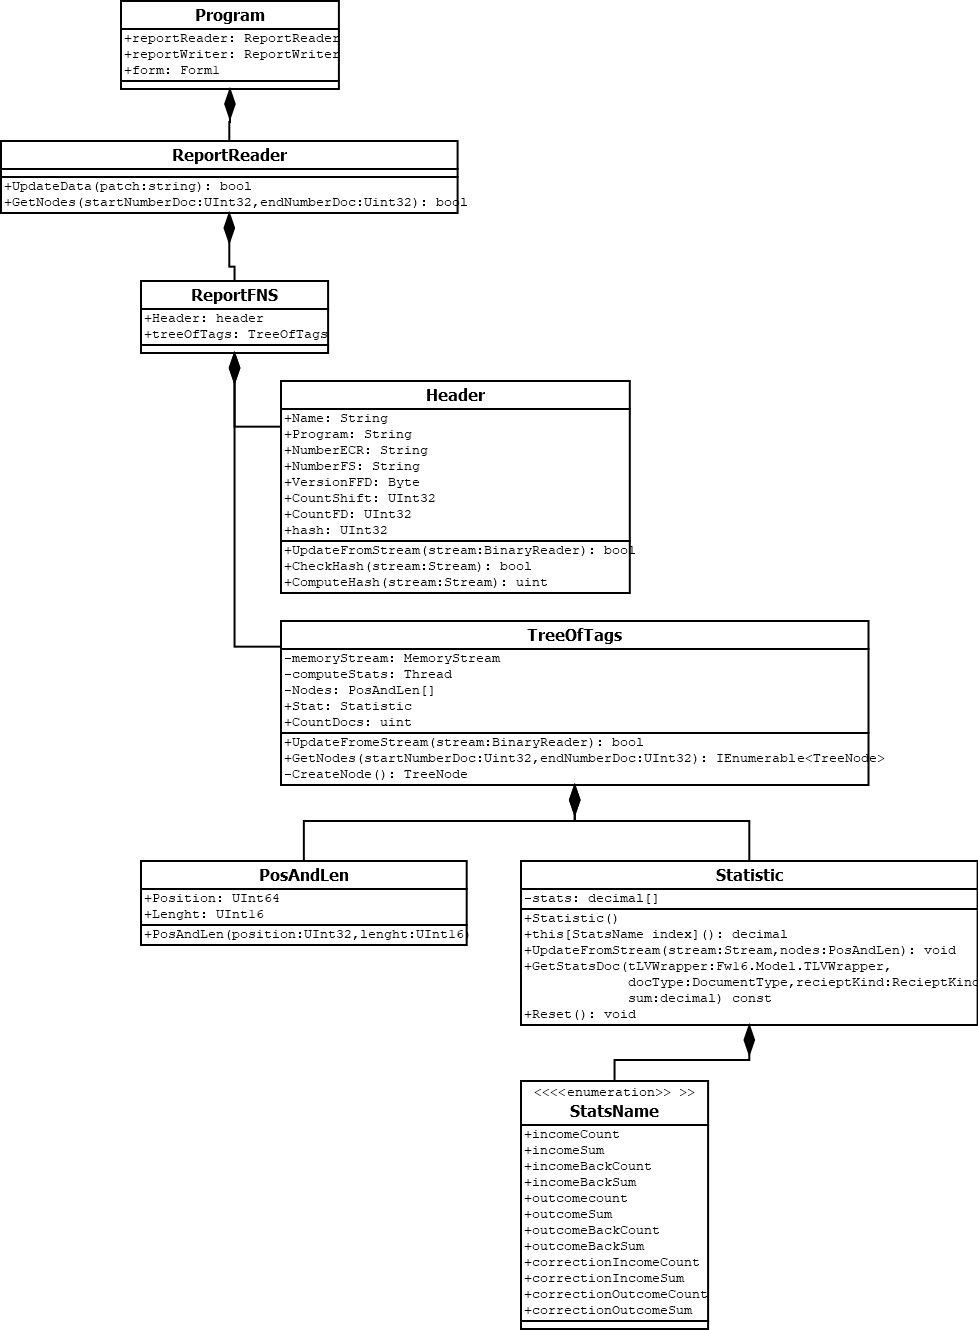 Program
+reportReader: ReportReader
+reportWriter: ReportWriter
+form: Form1
ReportReader
+UpdateData(patch:string): bool
+GetNodes(startNumberDoc:UInt32,endNumberDoc:Uint32): bool
ReportFNS
+Header: header
+treeOfTags: TreeOfTags
Header
+Name: String
+Program: String
+NumberECR: String
+NumberFS: String
+VersionFFD: Byte
+CountShift: UInt32
+CountFD: UInt32
+hash: UInt32
+UpdateFromStream(stream:BinaryReader): bool
+CheckHash(stream:Stream): bool
+ComputeHash(stream:Stream): uint
TreeOfTags
-memoryStream: MemoryStream
-computeStats: Thread
-Nodes: PosAndLen[]
+Stat: Statistic
+CountDocs: uint
+UpdateFromeStream(stream:BinaryReader): bool
+GetNodes(startNumberDoc:Uint32,endNumberDoc:UInt32): IEnumerable<TreeNode>
-CreateNode(): TreeNode
PosAndLen
+Position: UInt64
+Lenght: UInt16
+PosAndLen(position:UInt32,lenght:UInt16)
Statistic
-stats: decimal[]
+Statistic()
+this[StatsName index](): decimal
+UpdateFromStream(stream:Stream,nodes:PosAndLen): void
+GetStatsDoc(tLVWrapper:Fw16.Model.TLVWrapper,
docType:DocumentType,recieptKind:RecieptKind
sum:decimal) const
+Reset(): void
<<<<enumeration>> >>
StatsName
+incomeCount
+incomeSum
+incomeBackCount
+incomeBackSum
+outcomecount
+outcomeSum
+outcomeBackCount
+outcomeBackSum
+correctionIncomeCount
+correctionIncomeSum
+correctionOutcomeCount
+correctionOutcomeSum